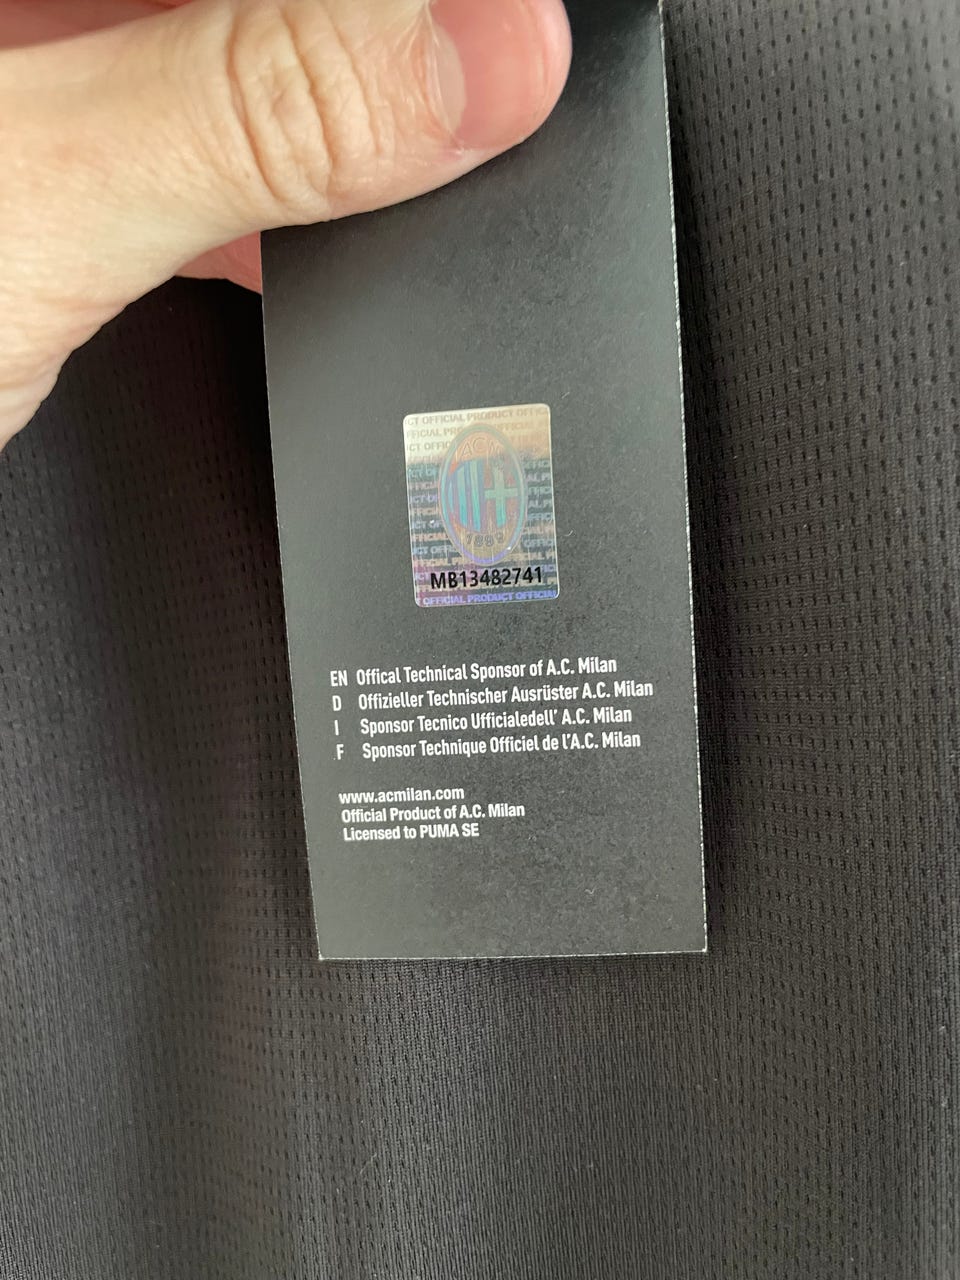 CT OFFICIAL PRODUCT OFFICI
ACM
1899
MB13482741
OFFICIAL PRODUCT OFFICIAL
EN Offical Technical Sponsor of A.C. Milan
D Offizieller Technischer Ausrüster A.C. Milan
I Sponsor Tecnico Ufficialedell' A.C. Milan
F Sponsor Technique Officiel de l'A.C. Milan
www.acmilan.com
Official Product of A.C. Milan
Licensed to PUMA SE